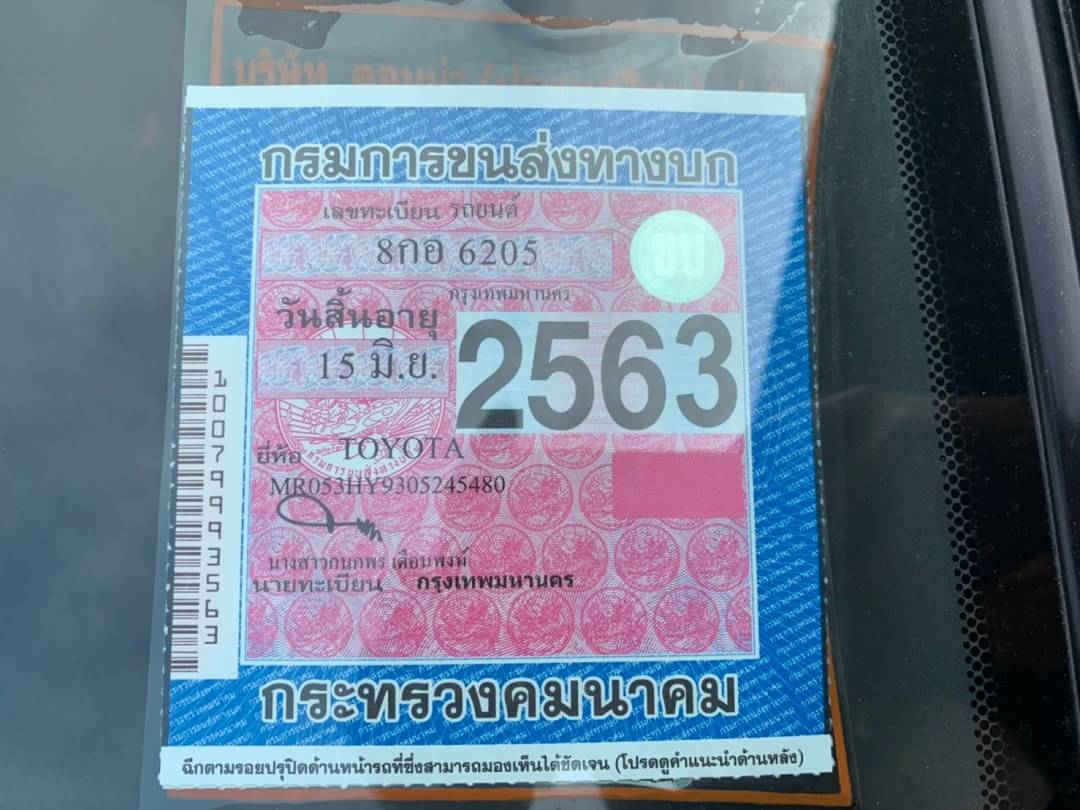 กรมการขนส่งทางบก
เลขทะเบียน รถยนต์
8กอ 6205
ขบ
กรุงเทพมหานคร
วันสิ้นอายุ
15 มิ.ย.
2563
ยี่ห้อ TOYOTA
MR053HY9305245480
นางสาวกนกพร เดือนพงษ์
นายทะเบียน กรุงเทพมหานคร
10079993563
กระทรวงคมนาคม
ฉีกตามรอยปรุปิดด้านหน้ารถที่ซึ่งสามารถมองเห็นได้ชัดเจน (โปรดดูคำแนะนำด้านหลัง)